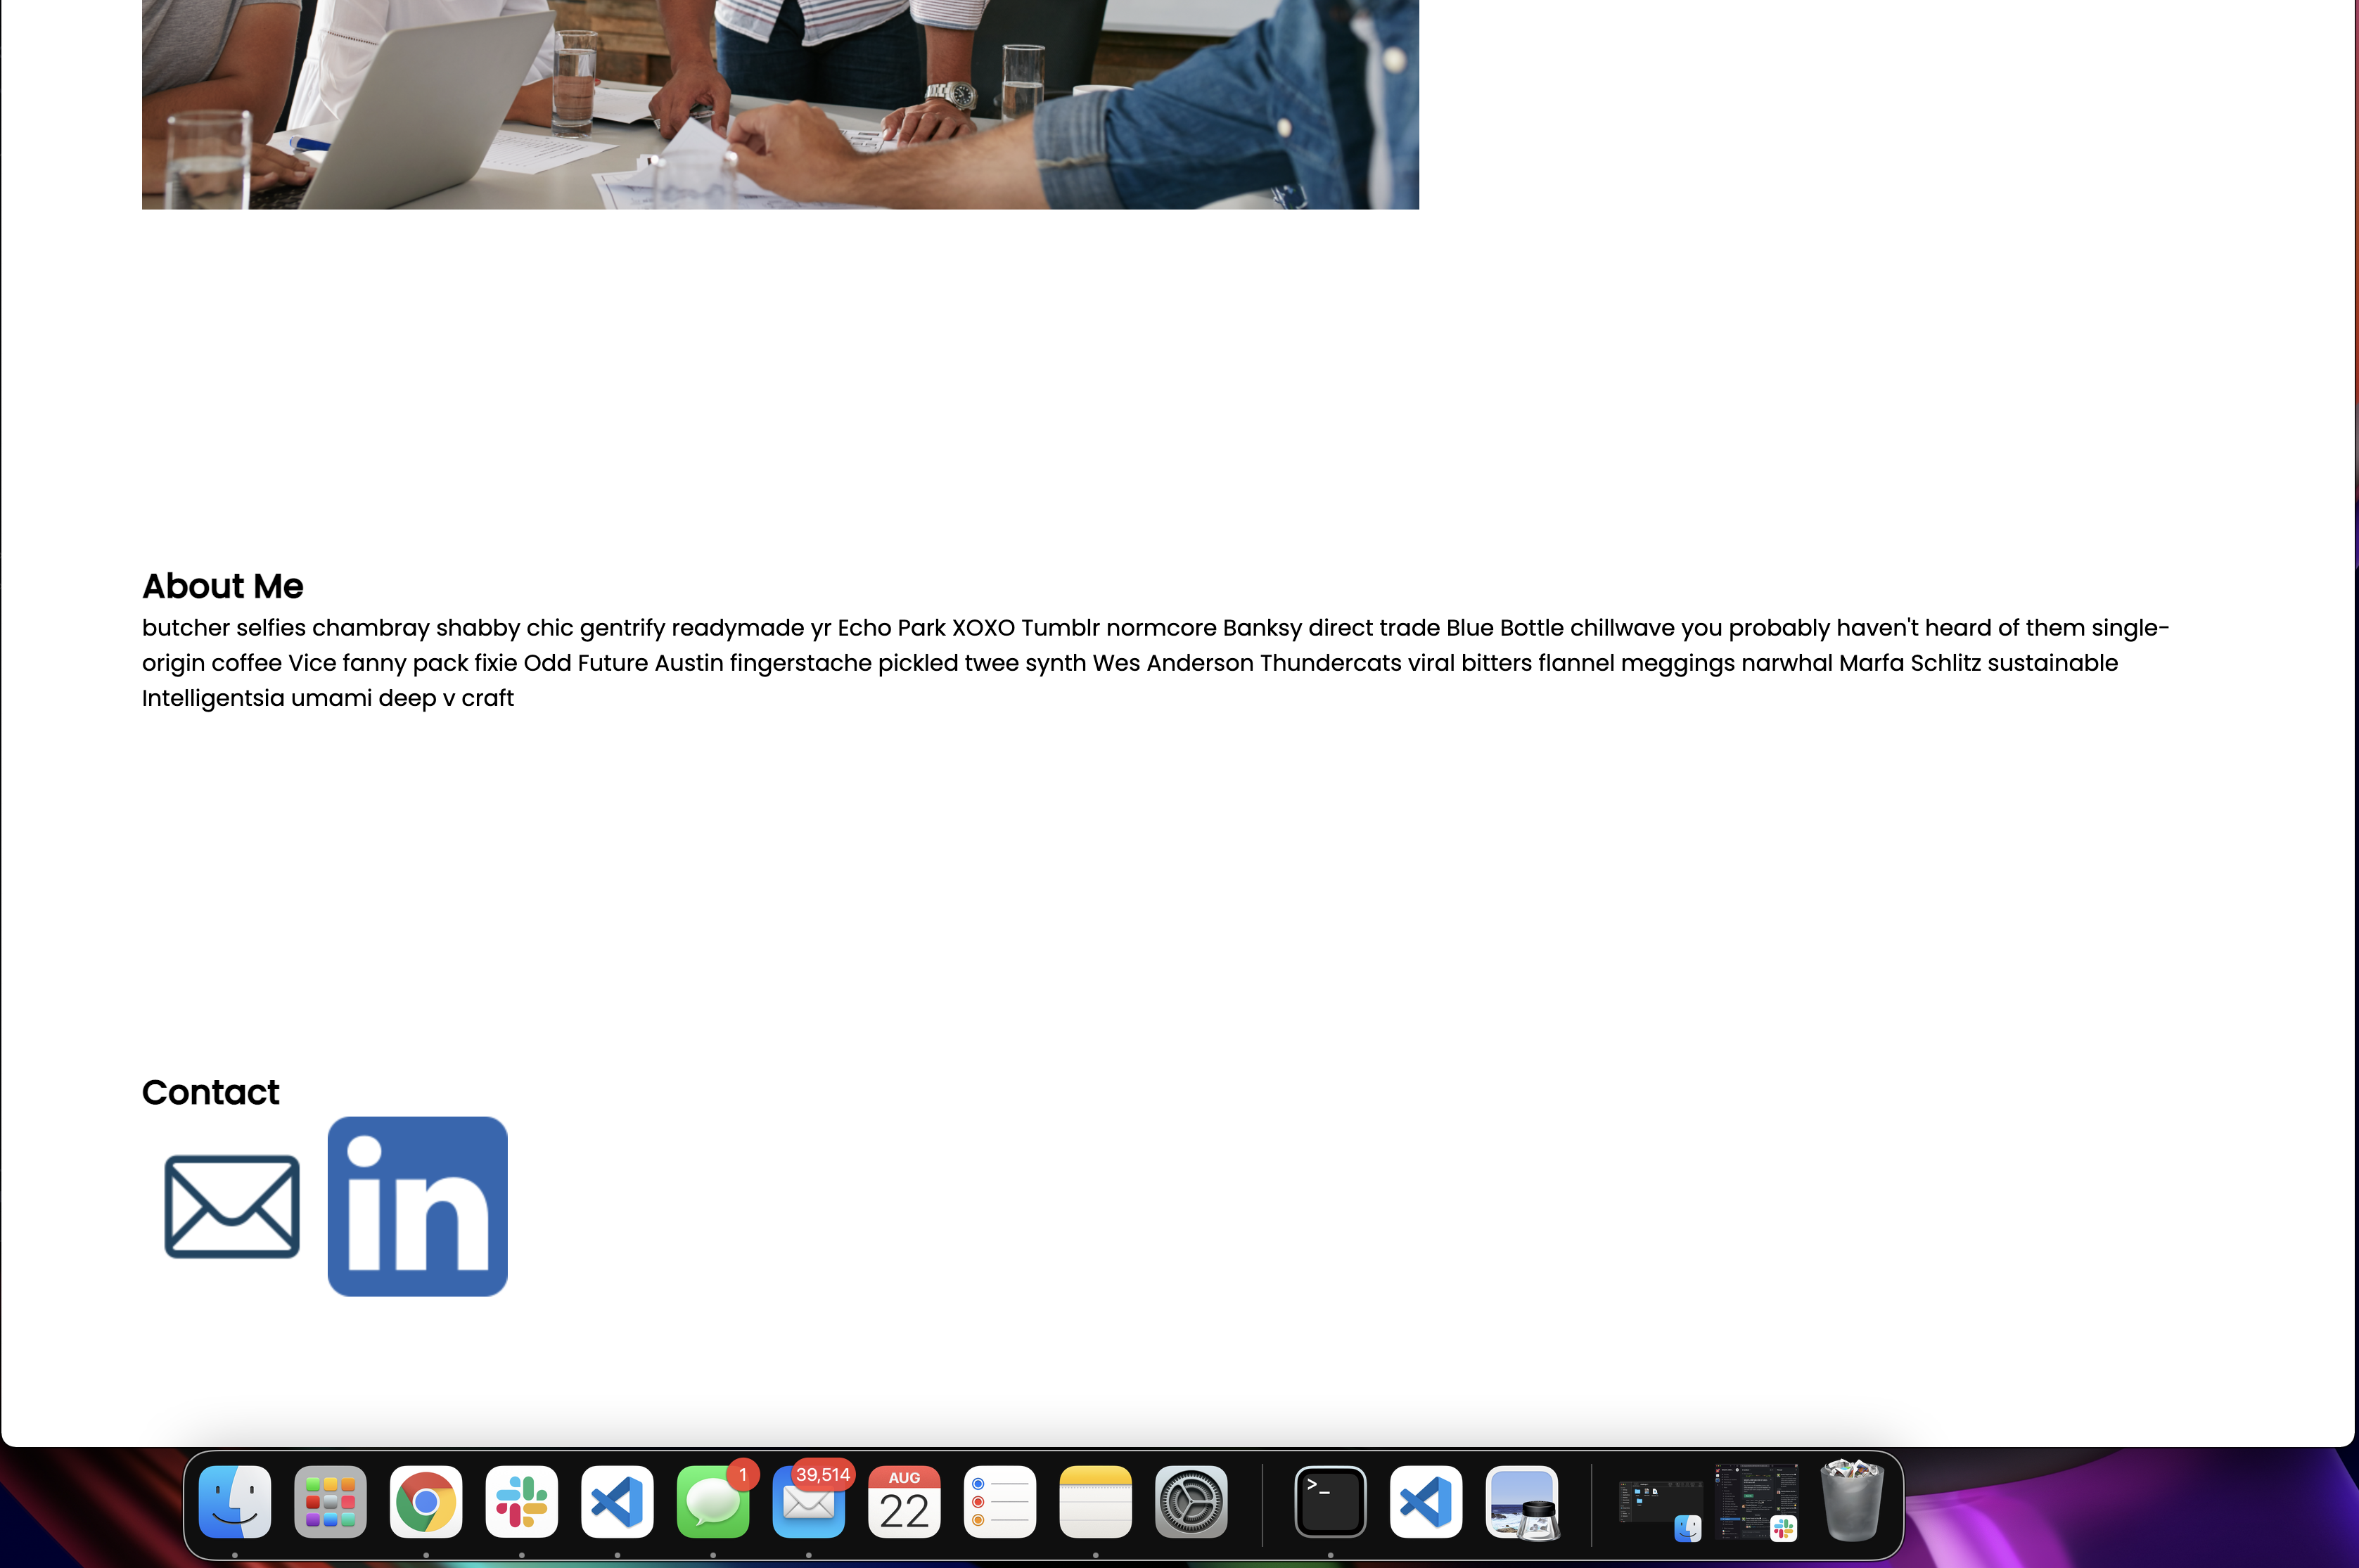 About Me
butcher selfies chambray shabby chic gentrify readymade yr Echo Park XOXO Tumblr normcore Banksy direct trade Blue Bottle chillwave you probably haven't heard of them single-
origin coffee Vice fanny pack fixie Odd Future Austin fingerstache pickled twee synth Wes Anderson Thundercats viral bitters flannel meggings narwhal Marfa Schlitz sustainable
Intelligentsia umami deep v craft
Contact
in
1
39,514
AUG
22
>_